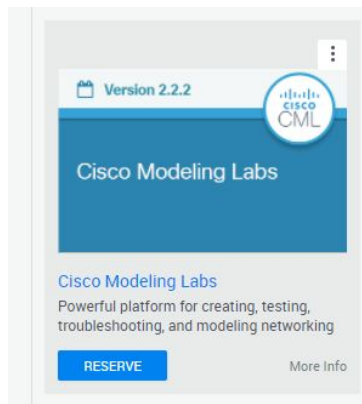 Version 2.2.2
CISCO
CML
Cisco Modeling Labs
Cisco Modeling Labs
Powerful platform for creating, testing,
troubleshooting, and modeling networking
RESERVE
More Info